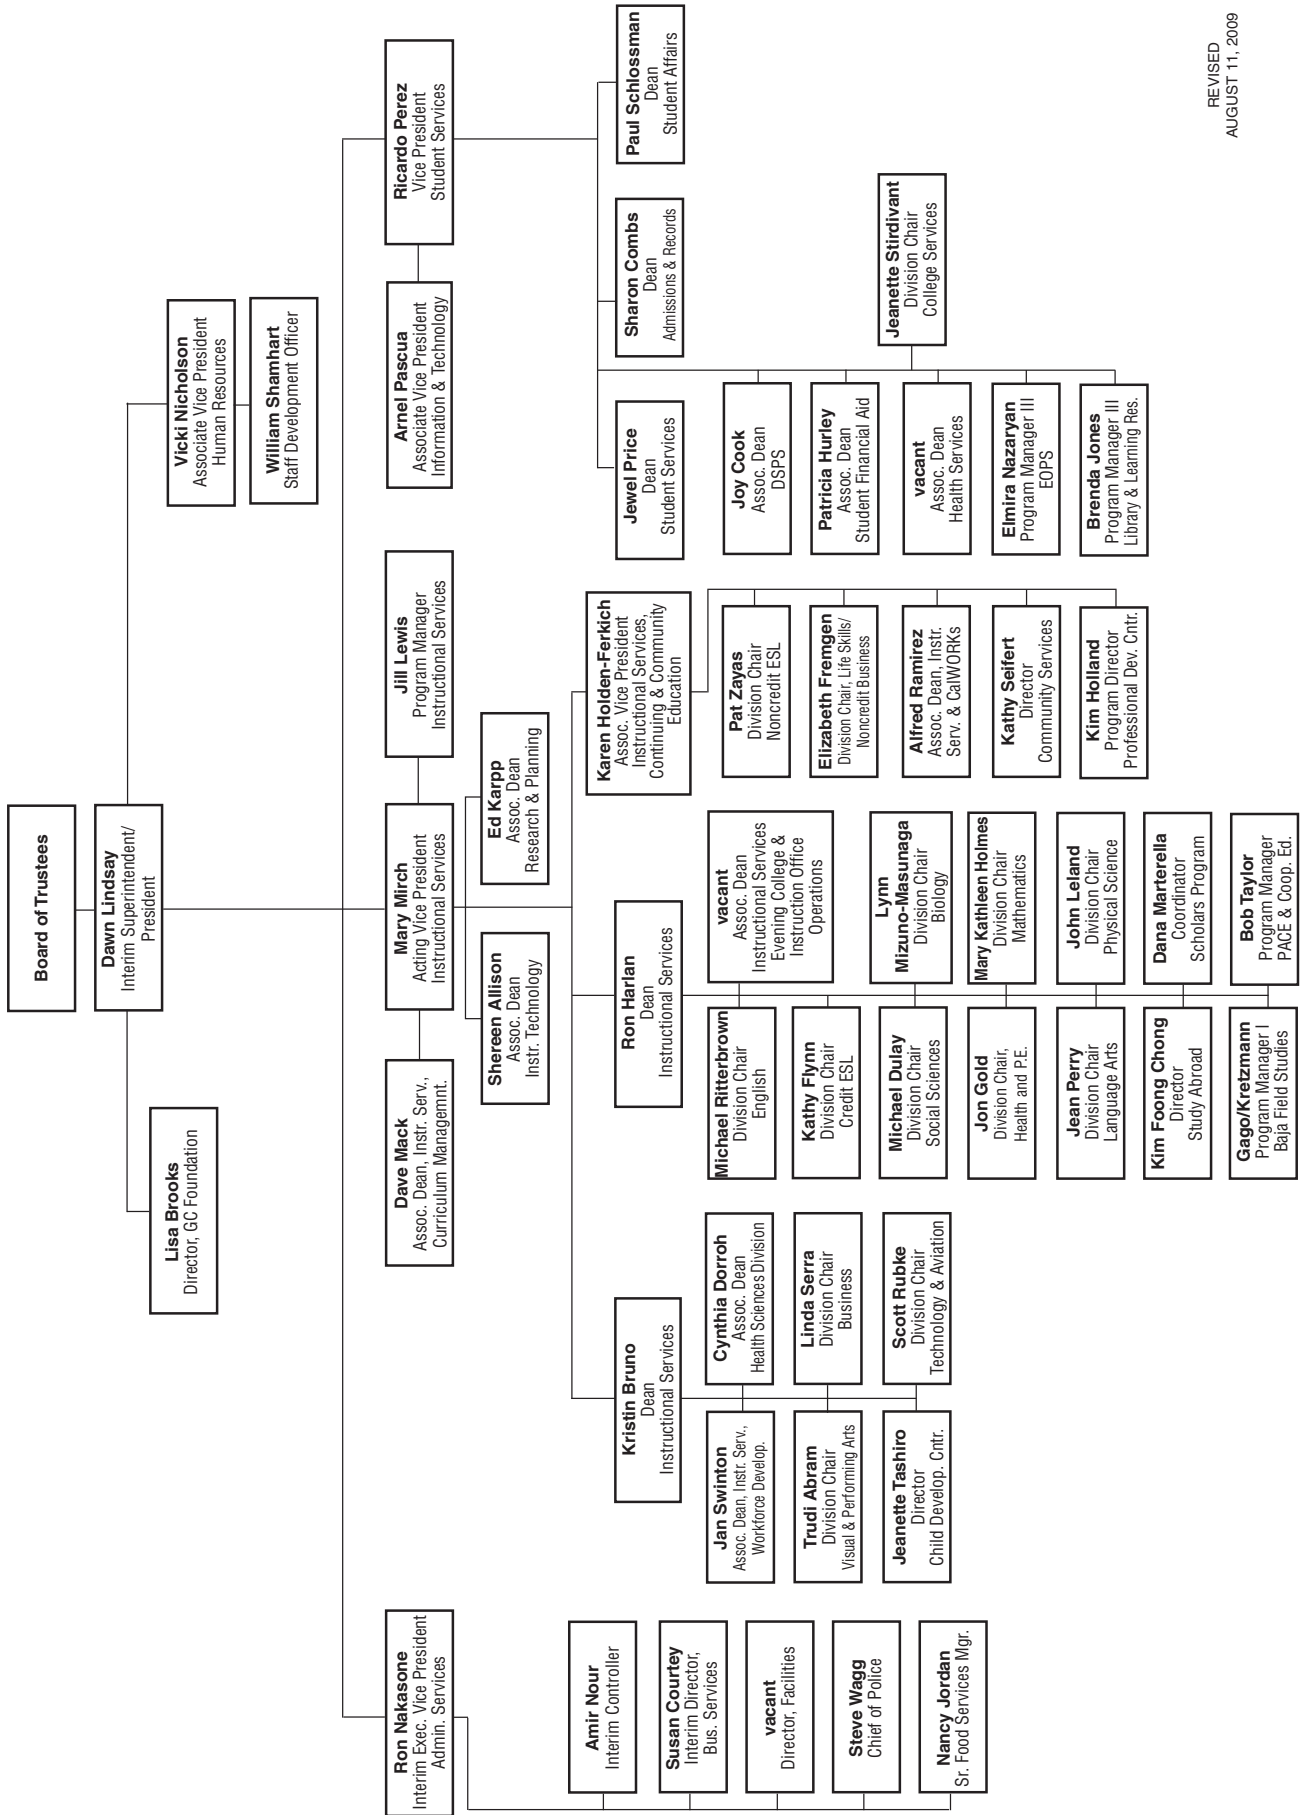 Board of Trustees
Dawn Lindsay
Interim Superintendent/
President
Lisa Brooks
Director, GC Foundation
Vicki Nicholson
Associate Vice President
Human Resources
William Shamhart
Staff Development Officer
Ron Nakasone
Interim Exec. Vice President
Admin. Services
Dave Mack
Assoc. Dean, Instr. Serv.,
Curriculum Managemnt.
Mary Mirch
Acting Vice President
Instructional Services
Jill Lewis
Program Manager
Instructional Services
Arnel Pascua
Associate Vice President
Information & Technology
Ricardo Perez
Vice President
Student Services
Shereen Allison
Assoc. Dean
Instr. Technology
Ed Karpp
Assoc. Dean
Research & Planning
Amir Nour
Interim Controller
Susan Courtey
Interim Director,
Bus. Services
vacant
Director, Facilities
Steve Wagg
Chief of Police
Nancy Jordan
Sr. Food Services Mgr.
Kristin Bruno
Dean
Instructional Services
Jan Swinton
Assoc. Dean, Instr. Serv.,
Workforce Develop.
Cynthia Dorroh
Assoc. Dean
Health Sciences Division
Trudi Abram
Division Chair
Visual & Performing Arts
Linda Serra
Division Chair
Business
Jeanette Tashiro
Director
Child Develop. Cntr.
Scott Rubke
Division Chair
Technology & Aviation
Ron Harlan
Dean
Instructional Services
Michael Ritterbrown
Division Chair
English
vacant
Assoc. Dean
Instructional Services
Evening College &
Instruction Office
Operations
Kathy Flynn
Division Chair
Credit ESL
Michael Dulay
Division Chair
Social Sciences
Lynn
Mizuno-Masunaga
Division Chair
Biology
Jon Gold
Division Chair,
Health and P.E.
Mary Kathleen Holmes
Division Chair
Mathematics
Jean Perry
Division Chair
Language Arts
John Leland
Division Chair
Physical Science
Kim Foong Chong
Director
Study Abroad
Dana Marterella
Coordinator
Scholars Program
Gago/Kretzmann
Program Manager I
Baja Field Studies
Bob Taylor
Program Manager
PACE & Coop. Ed.
Karen Holden-Ferkich
Assoc. Vice President
Instructional Services,
Continuing & Community
Education
Pat Zayas
Division Chair
Noncredit ESL
Elizabeth Fremgen
Division Chair, Life Skills/
Noncredit Business
Alfred Ramirez
Assoc. Dean, Instr.
Serv. & CalWORKs
Kathy Seifert
Director
Community Services
Kim Holland
Program Director
Professional Dev. Cntr.
Jewel Price
Dean
Student Services
Sharon Combs
Dean
Admissions & Records
Paul Schlossman
Dean
Student Affairs
Joy Cook
Assoc. Dean
DSPS
Patricia Hurley
Assoc. Dean
Student Financial Aid
vacant
Assoc. Dean
Health Services
Elmira Nazaryan
Program Manager III
EOPS
Brenda Jones
Program Manager III
Library & Learning Res.
Jeanette Stirdivant
Division Chair
College Services
REVISED
AUGUST 11, 2009